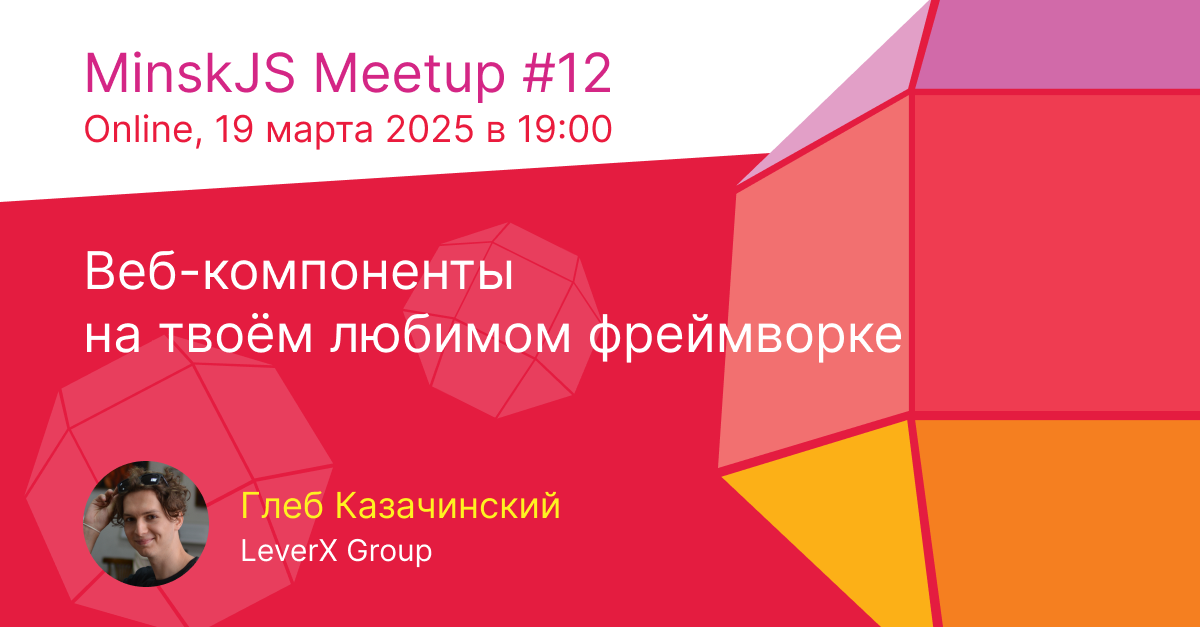 MinskJS Meetup #12
Online, 19 марта 2025 в 19:00
Веб-компоненты
на твоём любимом фреймворке
Глеб Казачинский
LeverX Group